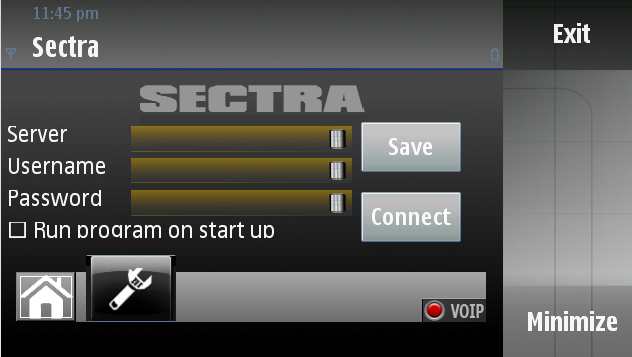 11:45 pm
Sectra
Exit
SECTRA
Server
Save
Username
Password
Connect
Run program on start up
VOIP
Minimize